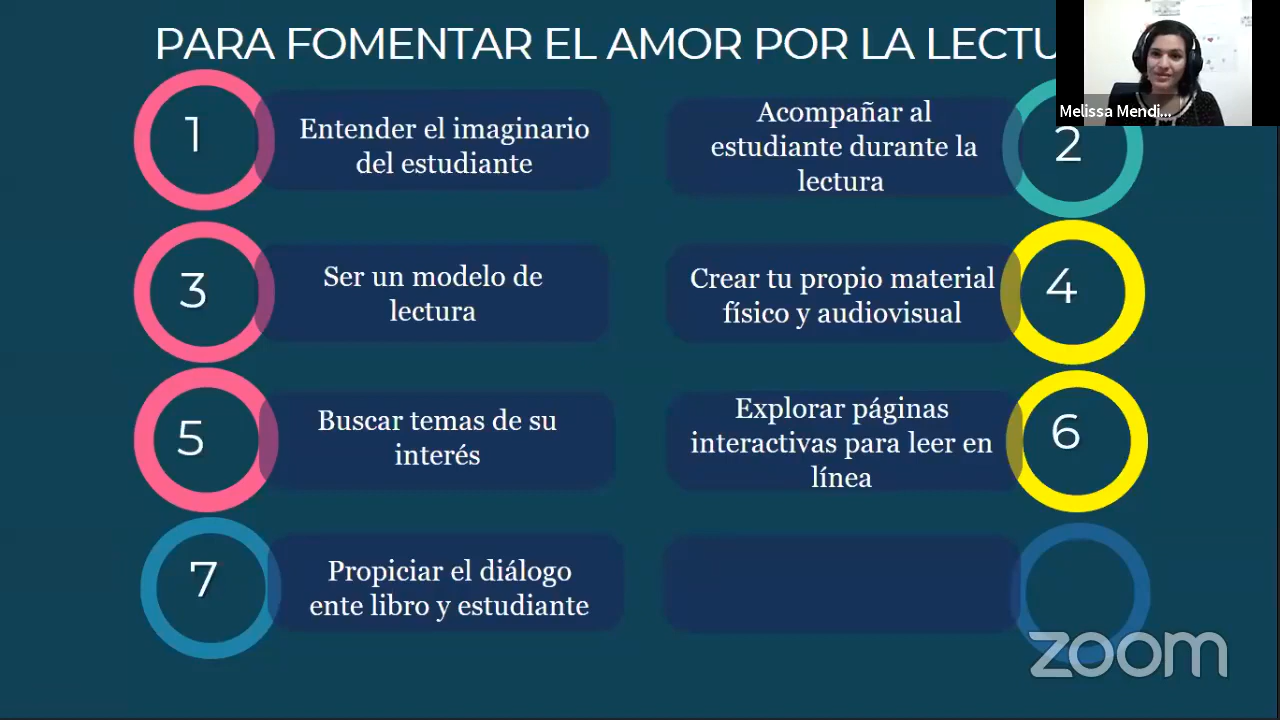 PARA FOMENTAR EL AMOR POR LA LECTU
Melissa Mendi...
1
Entender el imaginario
del estudiante
Acompañar al
estudiante durante la
lectura
2
3
Ser un modelo de
lectura
Crear tu propio material
físico y audiovisual
4
5
Buscar temas de su
interés
Explorar páginas
interactivas para leer en
línea
6
7
Propiciar el diálogo
ente libro y estudiante
zoom